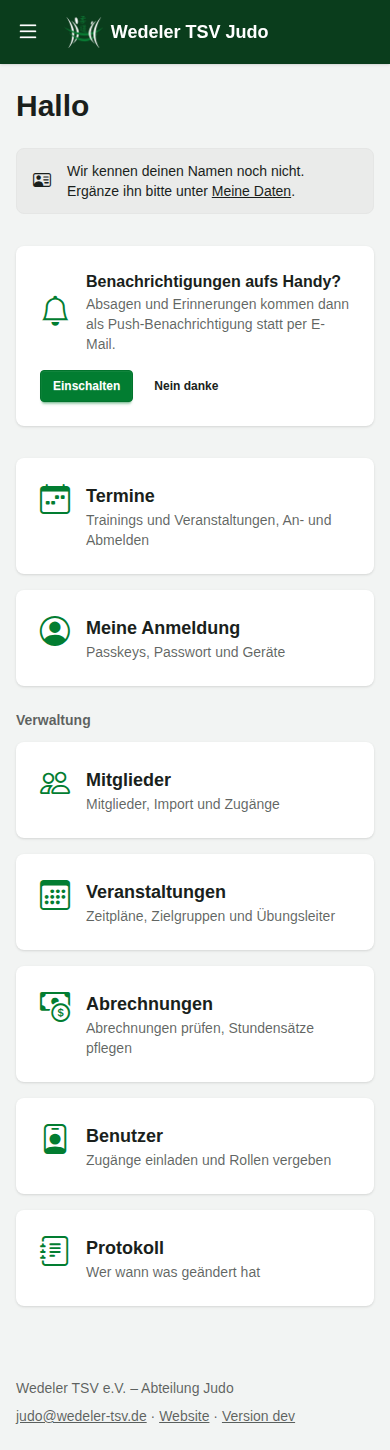 Wedeler TSV Judo
Hallo
Wir kennen deinen Namen noch nicht.
Ergänze ihn bitte unter Meine Daten.
Benachrichtigungen aufs Handy?
Absagen und Erinnerungen kommen dann
als Push-Benachrichtigung statt per E-
Mail.
Einschalten
Nein danke
Termine
Trainings und Veranstaltungen, An- und
Abmelden
Meine Anmeldung
Passkeys, Passwort und Geräte
Verwaltung
Mitglieder
Mitglieder, Import und Zugänge
Veranstaltungen
Zeitpläne, Zielgruppen und Übungsleiter
Abrechnungen
Abrechnungen prüfen, Stundensätze
pflegen
Benutzer
Zugänge einladen und Rollen vergeben
Protokoll
Wer wann was geändert hat
Wedeler TSV e.V. – Abteilung Judo
judo@wedeler-tsv.de · Website · Version dev